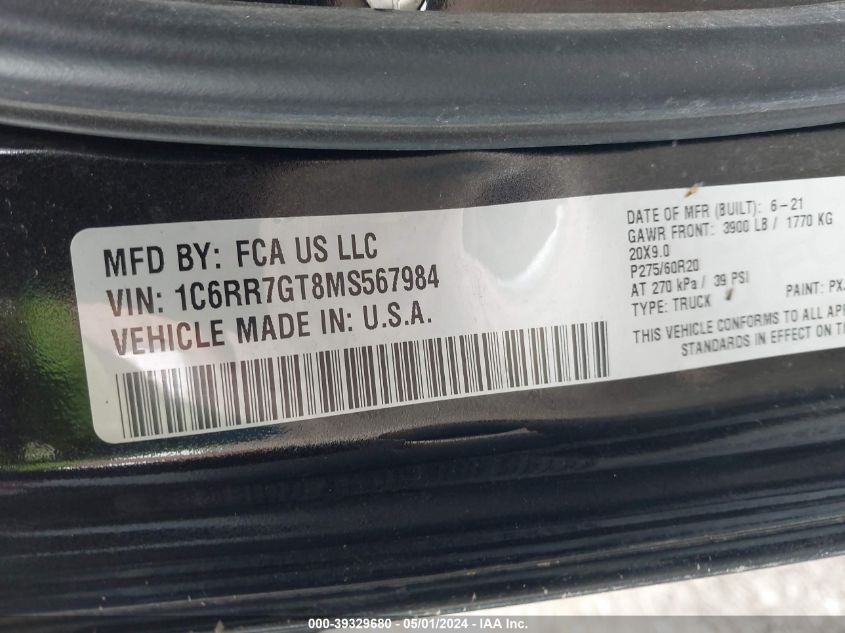 MFD BY: FCA US LLC
VIN: 1C6RR7GT8MS567984
VEHICLE MADE IN: U.S.A.
DATE OF MFR (BUILT): 6-21
GAWR FRONT: 3900 LB / 1770 KG
20X9.0
P275/60R20
AT 270 kPa / 39 PSI
TYPE: TRUCK PAINT:
THIS VEHICLE CONFORMS TO ALL
STANDARDS IN EFFECT ON
000-39329680 - 05/01/2024 - IAA Inc.